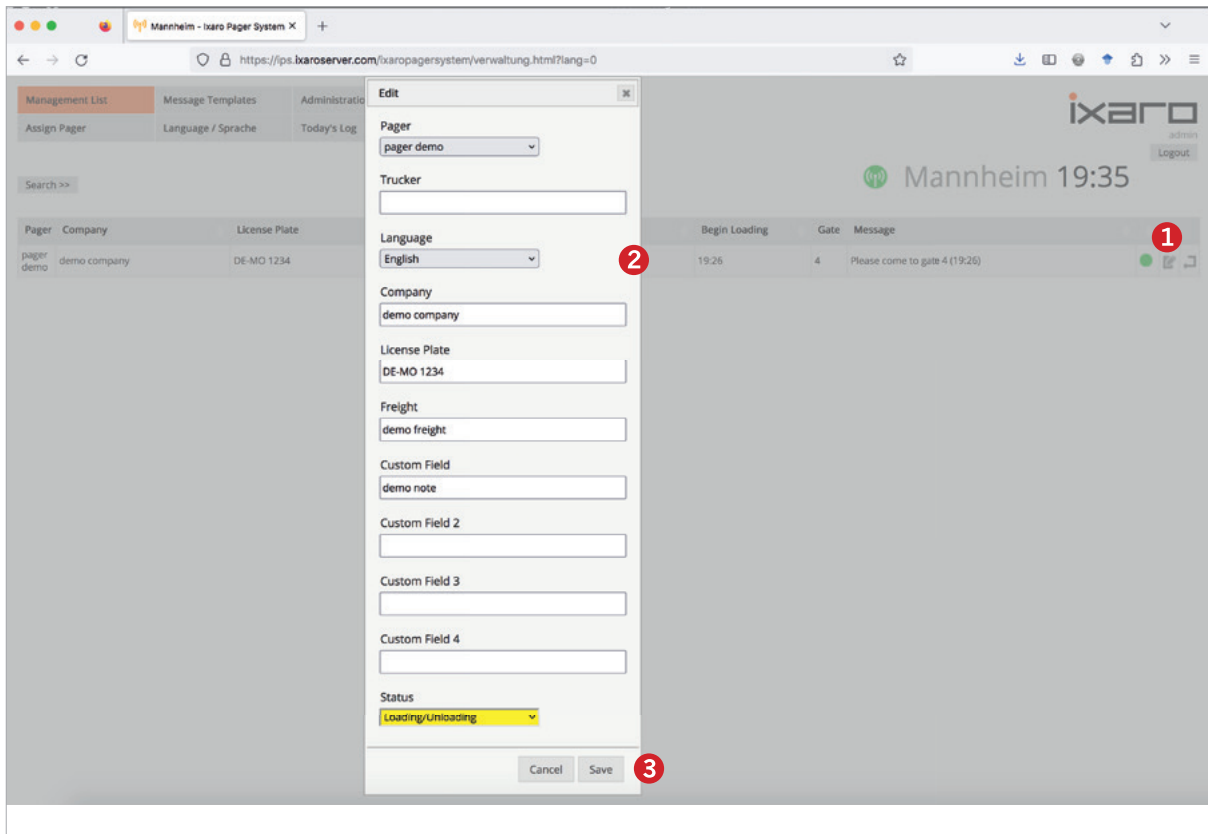 Mannheim - Ixaro Pager System
https://ips.ixaroserver.com/ixaropagersystem/verwaltung.html?lang=0
Management List Message Templates Administratio
Assign Pager Language / Sprache Today's Log
ixaro
admin
Logout
Search >>
Mannheim 19:35
Pager Company License Plate Begin Loading Gate Message
pager demo demo company DE-MO 1234 19:26 4 Please come to gate 4 (19:26)
1
Edit
Pager
pager demo
Trucker
Language
English
2
Company
demo company
License Plate
DE-MO 1234
Freight
demo freight
Custom Field
demo note
Custom Field 2
Custom Field 3
Custom Field 4
Status
Loading/Unloading
Cancel Save
3